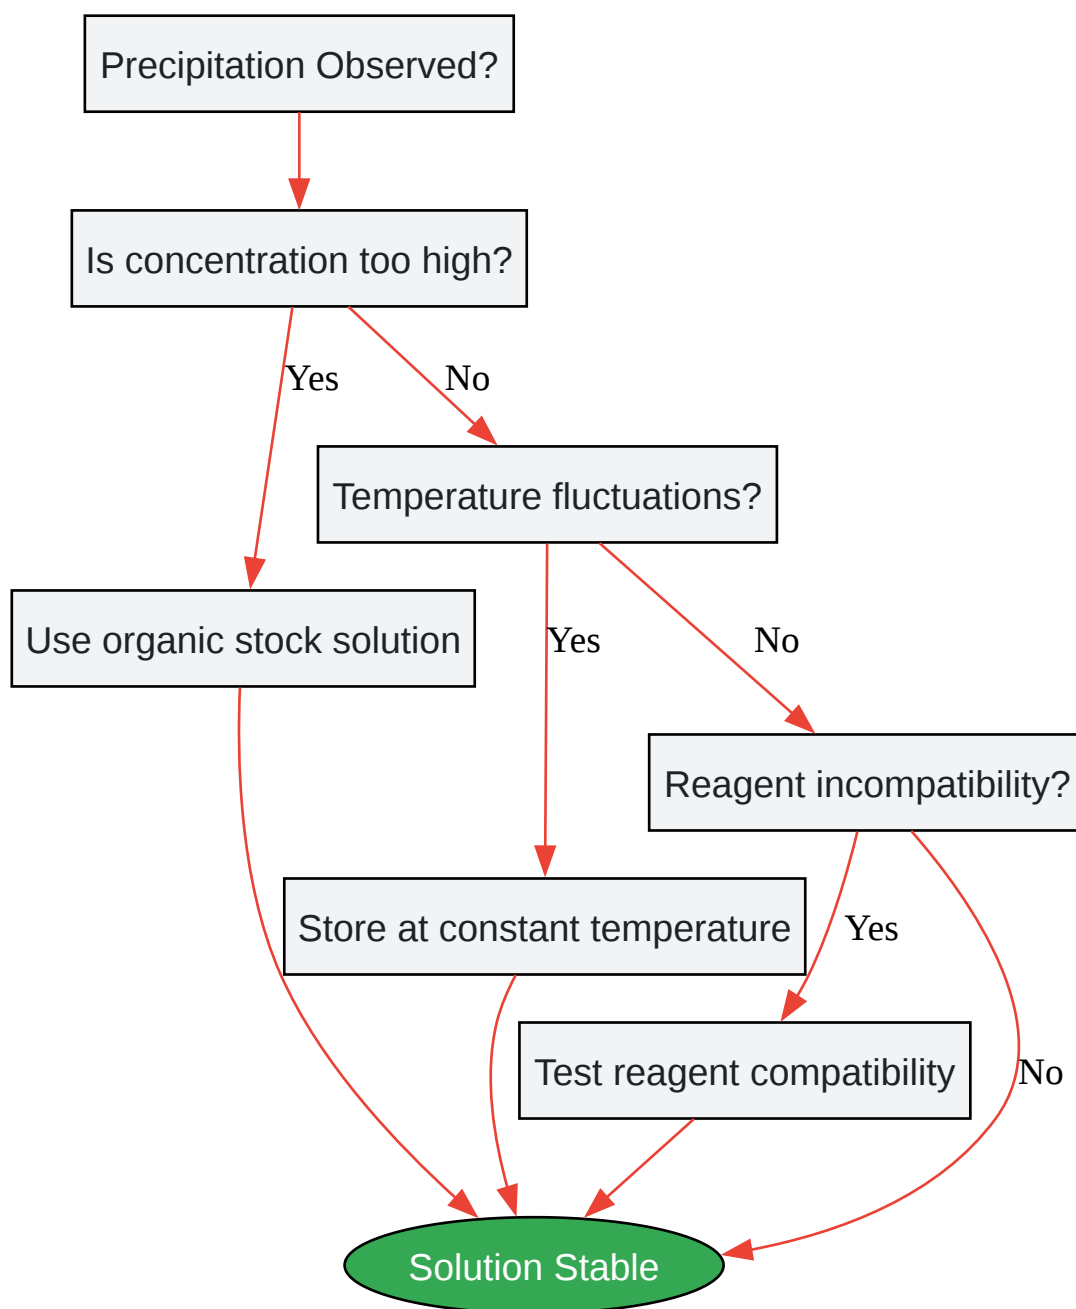 Precipitation Observed?
Is concentration too high?
Yes
No
Temperature fluctuations?
Use organic stock solution
Yes
No
Reagent incompatibility?
Store at constant temperature
Yes
Test reagent compatibility
No
Solution Stable